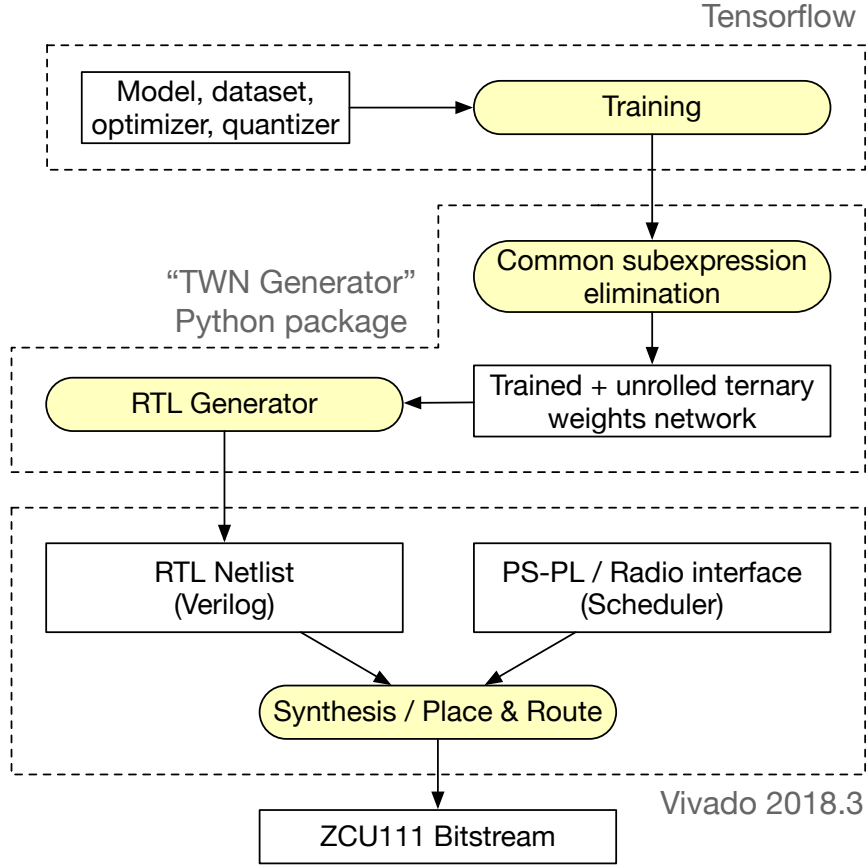 Tensorflow
Model, dataset,
optimizer, quantizer
Training
Common subexpression
elimination
“TWN Generator”
Python package
Trained + unrolled ternary
weights network
RTL Generator
RTL Netlist
(Verilog)
PS-PL / Radio interface
(Scheduler)
Synthesis / Place & Route
Vivado 2018.3
ZCU111 Bitstream